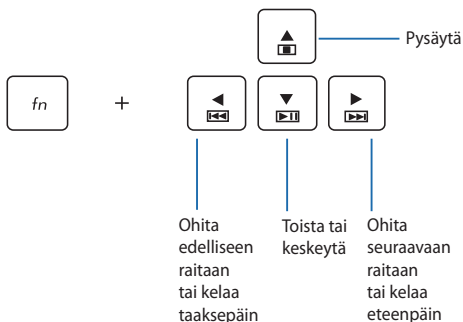 Pysäytä
fn
+
Ohita
edelliseen
raitaan
tai kelaa
taaksepäin
Toista tai
keskeytä
Ohita
seuraavaan
raitaan
tai kelaa
eteenpäin